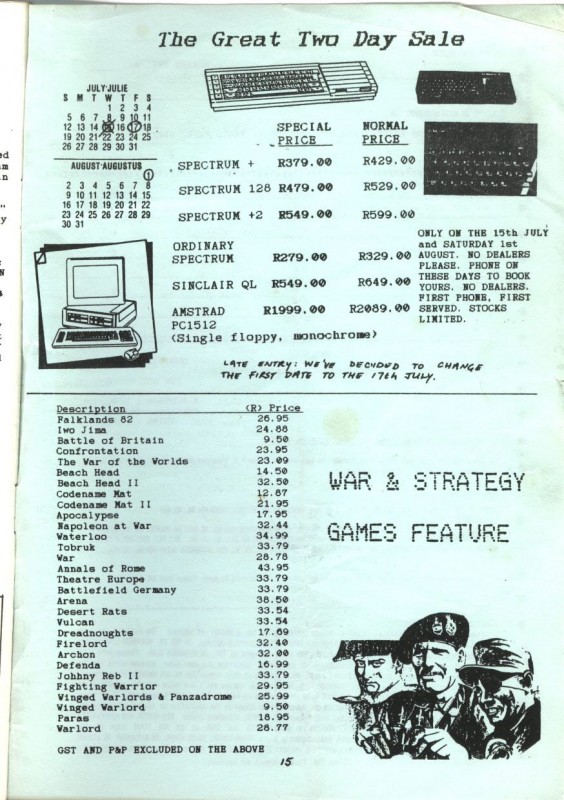 The Great Two Day Sale
JULY·JULIE
S M T W T F S
1 2 3 4
5 6 7 8 9 10 11
12 13 14 15 16 17 18
19 20 21 22 23 24 25
26 27 28 29 30 31
AUGUST·AUGUSTUS
1
2 3 4 5 6 7 8
9 10 11 12 13 14 15
16 17 18 19 20 21 22
23 24 25 26 27 28 29
30 31
SPECIAL NORMAL
PRICE PRICE
SPECTRUM + R379.00 R429.00
SPECTRUM 128 R479.00 R529.00
SPECTRUM +2 R549.00 R599.00
ORDINARY
SPECTRUM R279.00 R329.00
SINCLAIR QL R549.00 R649.00
AMSTRAD R1999.00 R2089.00
PC1512
(Single floppy, monochrome)
ONLY ON THE 15th JULY
and SATURDAY 1st
AUGUST. NO DEALERS
PLEASE. PHONE ON
THESE DAYS TO BOOK
YOURS. NO DEALERS.
FIRST PHONE, FIRST
SERVED. STOCKS
LIMITED.
LATE ENTRY: WE'VE DECIDED TO CHANGE
THE FIRST DATE TO THE 17th JULY.
Description (R) Price
Falklands 82 26.95
Iwo Jima 24.88
Battle of Britain 9.50
Confrontation 23.95
The War of the Worlds 23.09
Beach Head 14.50
Beach Head II 32.50
Codename Mat 12.87
Codename Mat II 21.95
Apocalypse 17.95
Napoleon at War 32.44
Waterloo 34.99
Tobruk 33.79
War 28.78
Annals of Rome 43.95
Theatre Europe 33.79
Battlefield Germany 33.79
Arena 38.50
Desert Rats 33.54
Vulcan 33.54
Dreadnoughts 17.69
Firelord 32.40
Archon 32.00
Defenda 16.99
Johhny Reb II 33.79
Fighting Warrior 29.95
Winged Warlords & Panzadrome 25.99
Winged Warlord 9.50
Paras 18.95
Warlord 28.77
GST AND P&P EXCLUDED ON THE ABOVE
WAR & STRATEGY
GAMES FEATURE
15